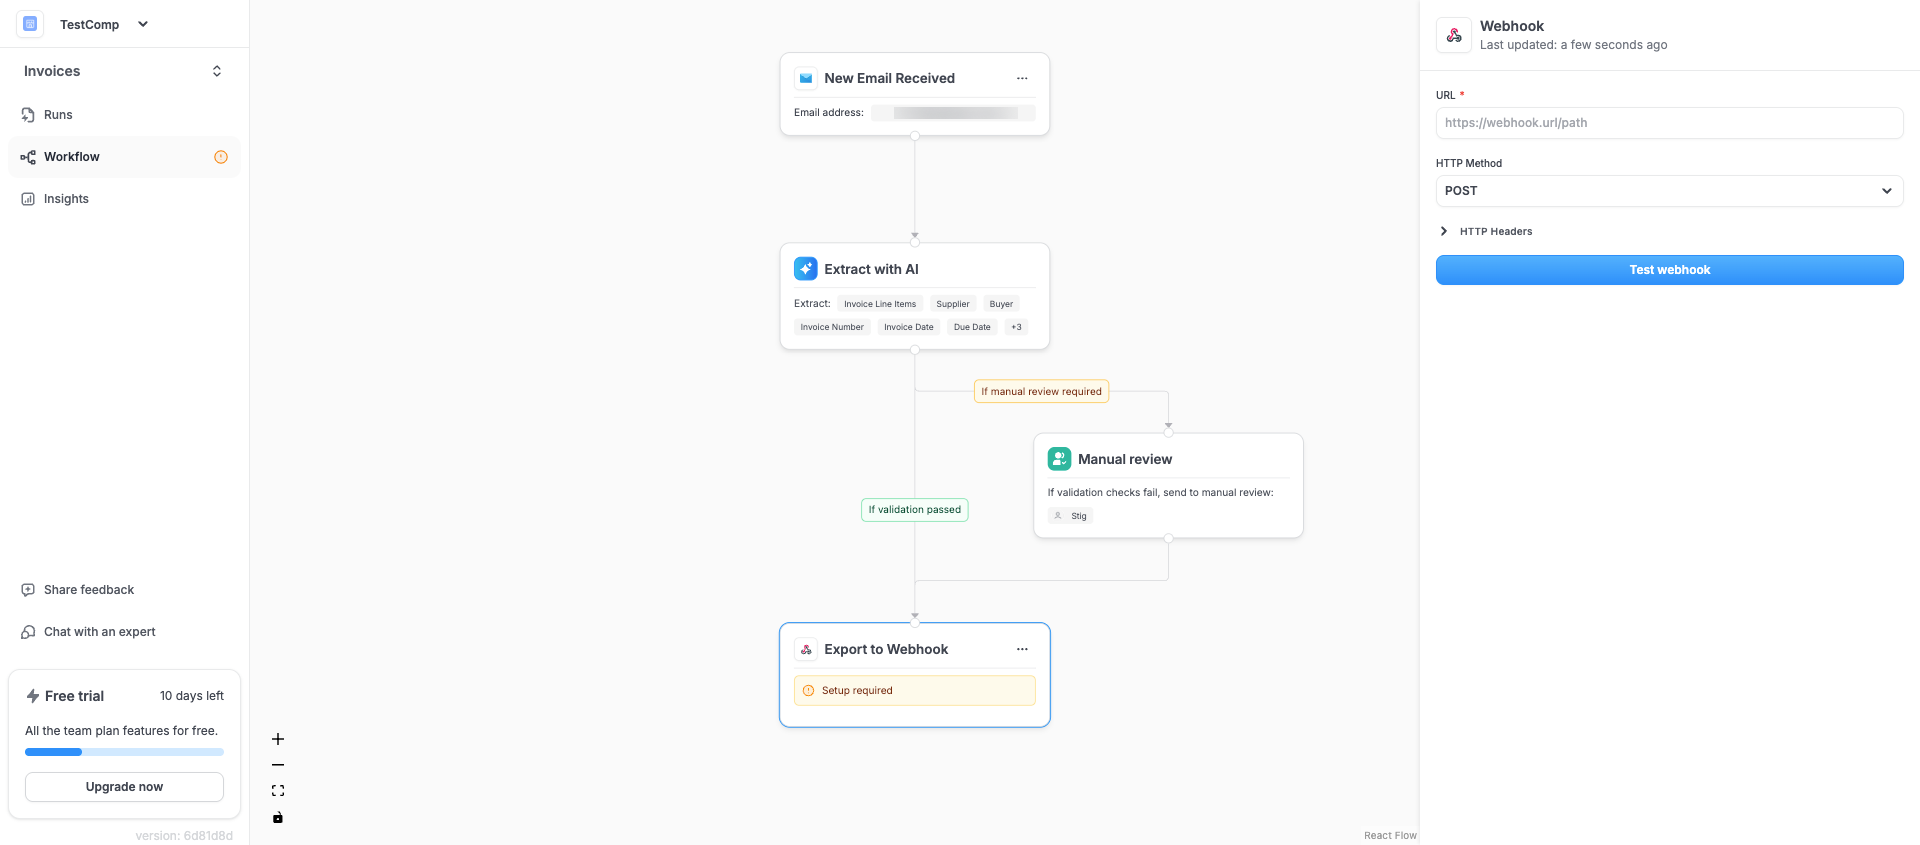 TestComp
Invoices
Runs
Workflow
Insights
Share feedback
Chat with an expert
Free trial 10 days left
All the team plan features for free.
Upgrade now
version: 6d81d8d
New Email Received
Email address:
Extract with AI
Extract: Invoice Line Items Supplier Buyer
Invoice Number Invoice Date Due Date +3
If manual review required
Manual review
If validation checks fail, send to manual review:
Stig
If validation passed
Export to Webhook
Setup required
React Flow
Webhook
Last updated: a few seconds ago
URL *
https://webhook.url/path
HTTP Method
POST
HTTP Headers
Test webhook